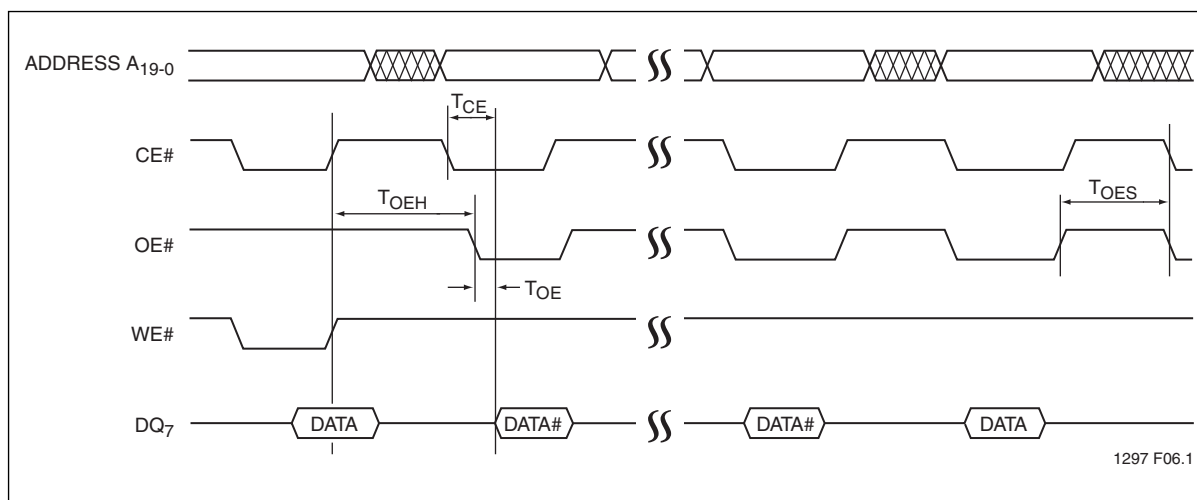 ADDRESS A19-0
TCE
CE#
TOEH
TOES
OE#
TOE
WE#
DQ7
DATA
DATA#
DATA#
DATA
1297 F06.1